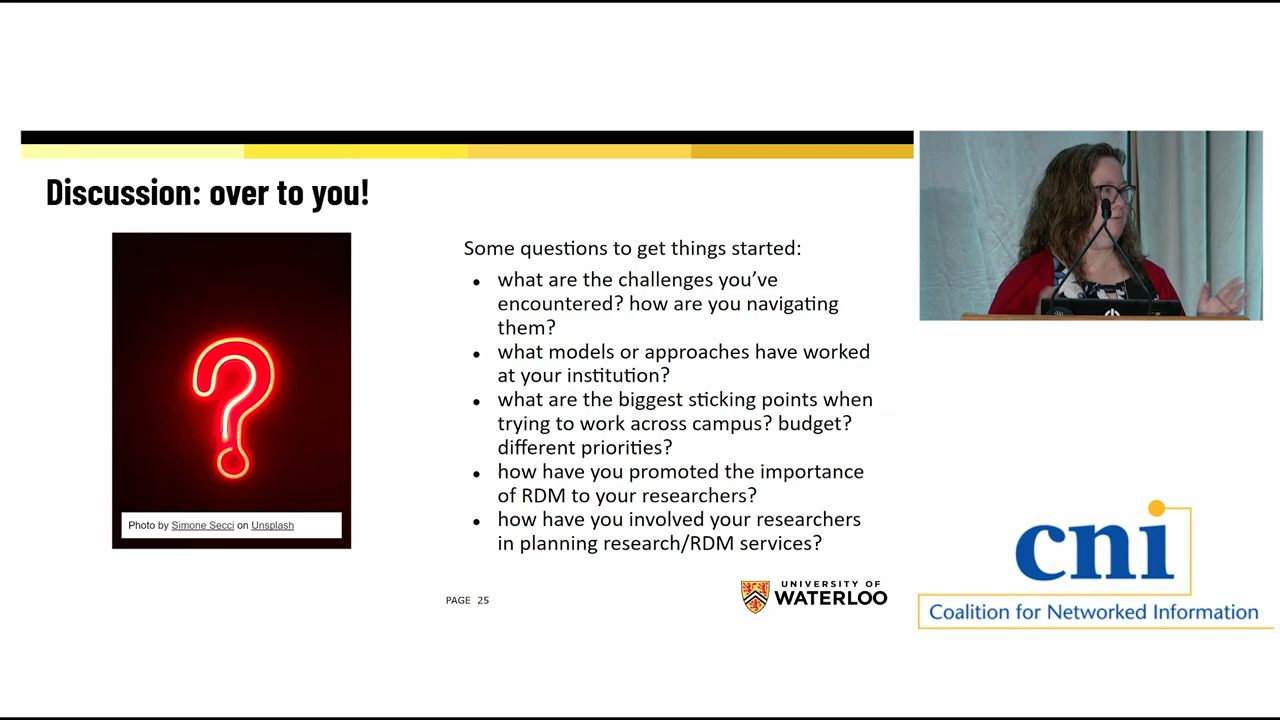 Discussion: over to you!
Some questions to get things started:
• what are the challenges you've
encountered? how are you navigating
them?
• what models or approaches have worked
at your institution?
• what are the biggest sticking points when
trying to work across campus? budget?
different priorities?
• how have you promoted the importance
of RDM to your researchers?
• how have you involved your researchers
in planning research/RDM services?
Photo by Simone Secci on Unsplash
PAGE 25
UNIVERSITY OF
WATERLOO
cni
Coalition for Networked Information